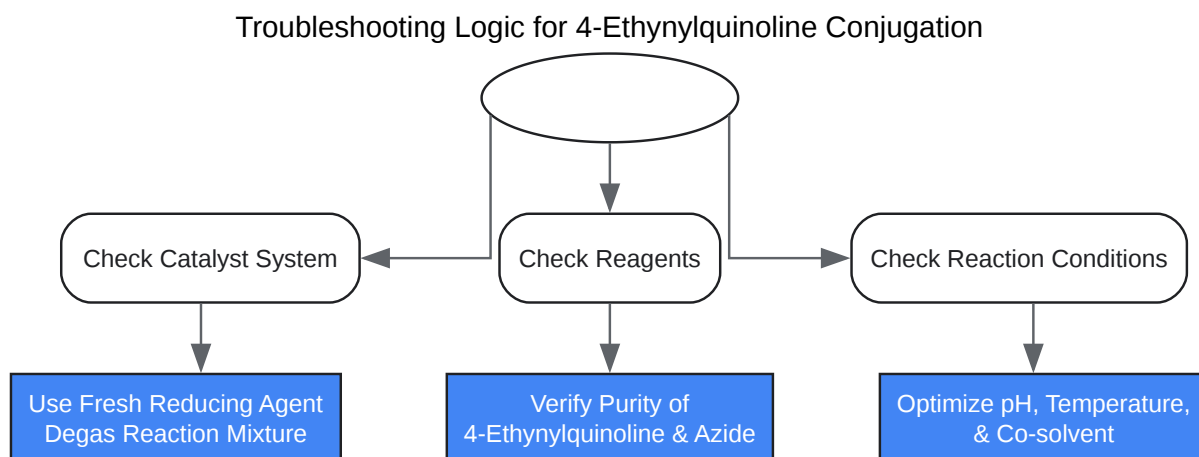 Troubleshooting Logic for 4-Ethynylquinoline Conjugation
Check Catalyst System
Check Reagents
Check Reaction Conditions
Use Fresh Reducing Agent
Degas Reaction Mixture
Verify Purity of
4-Ethynylquinoline & Azide
Optimize pH, Temperature,
& Co-solvent